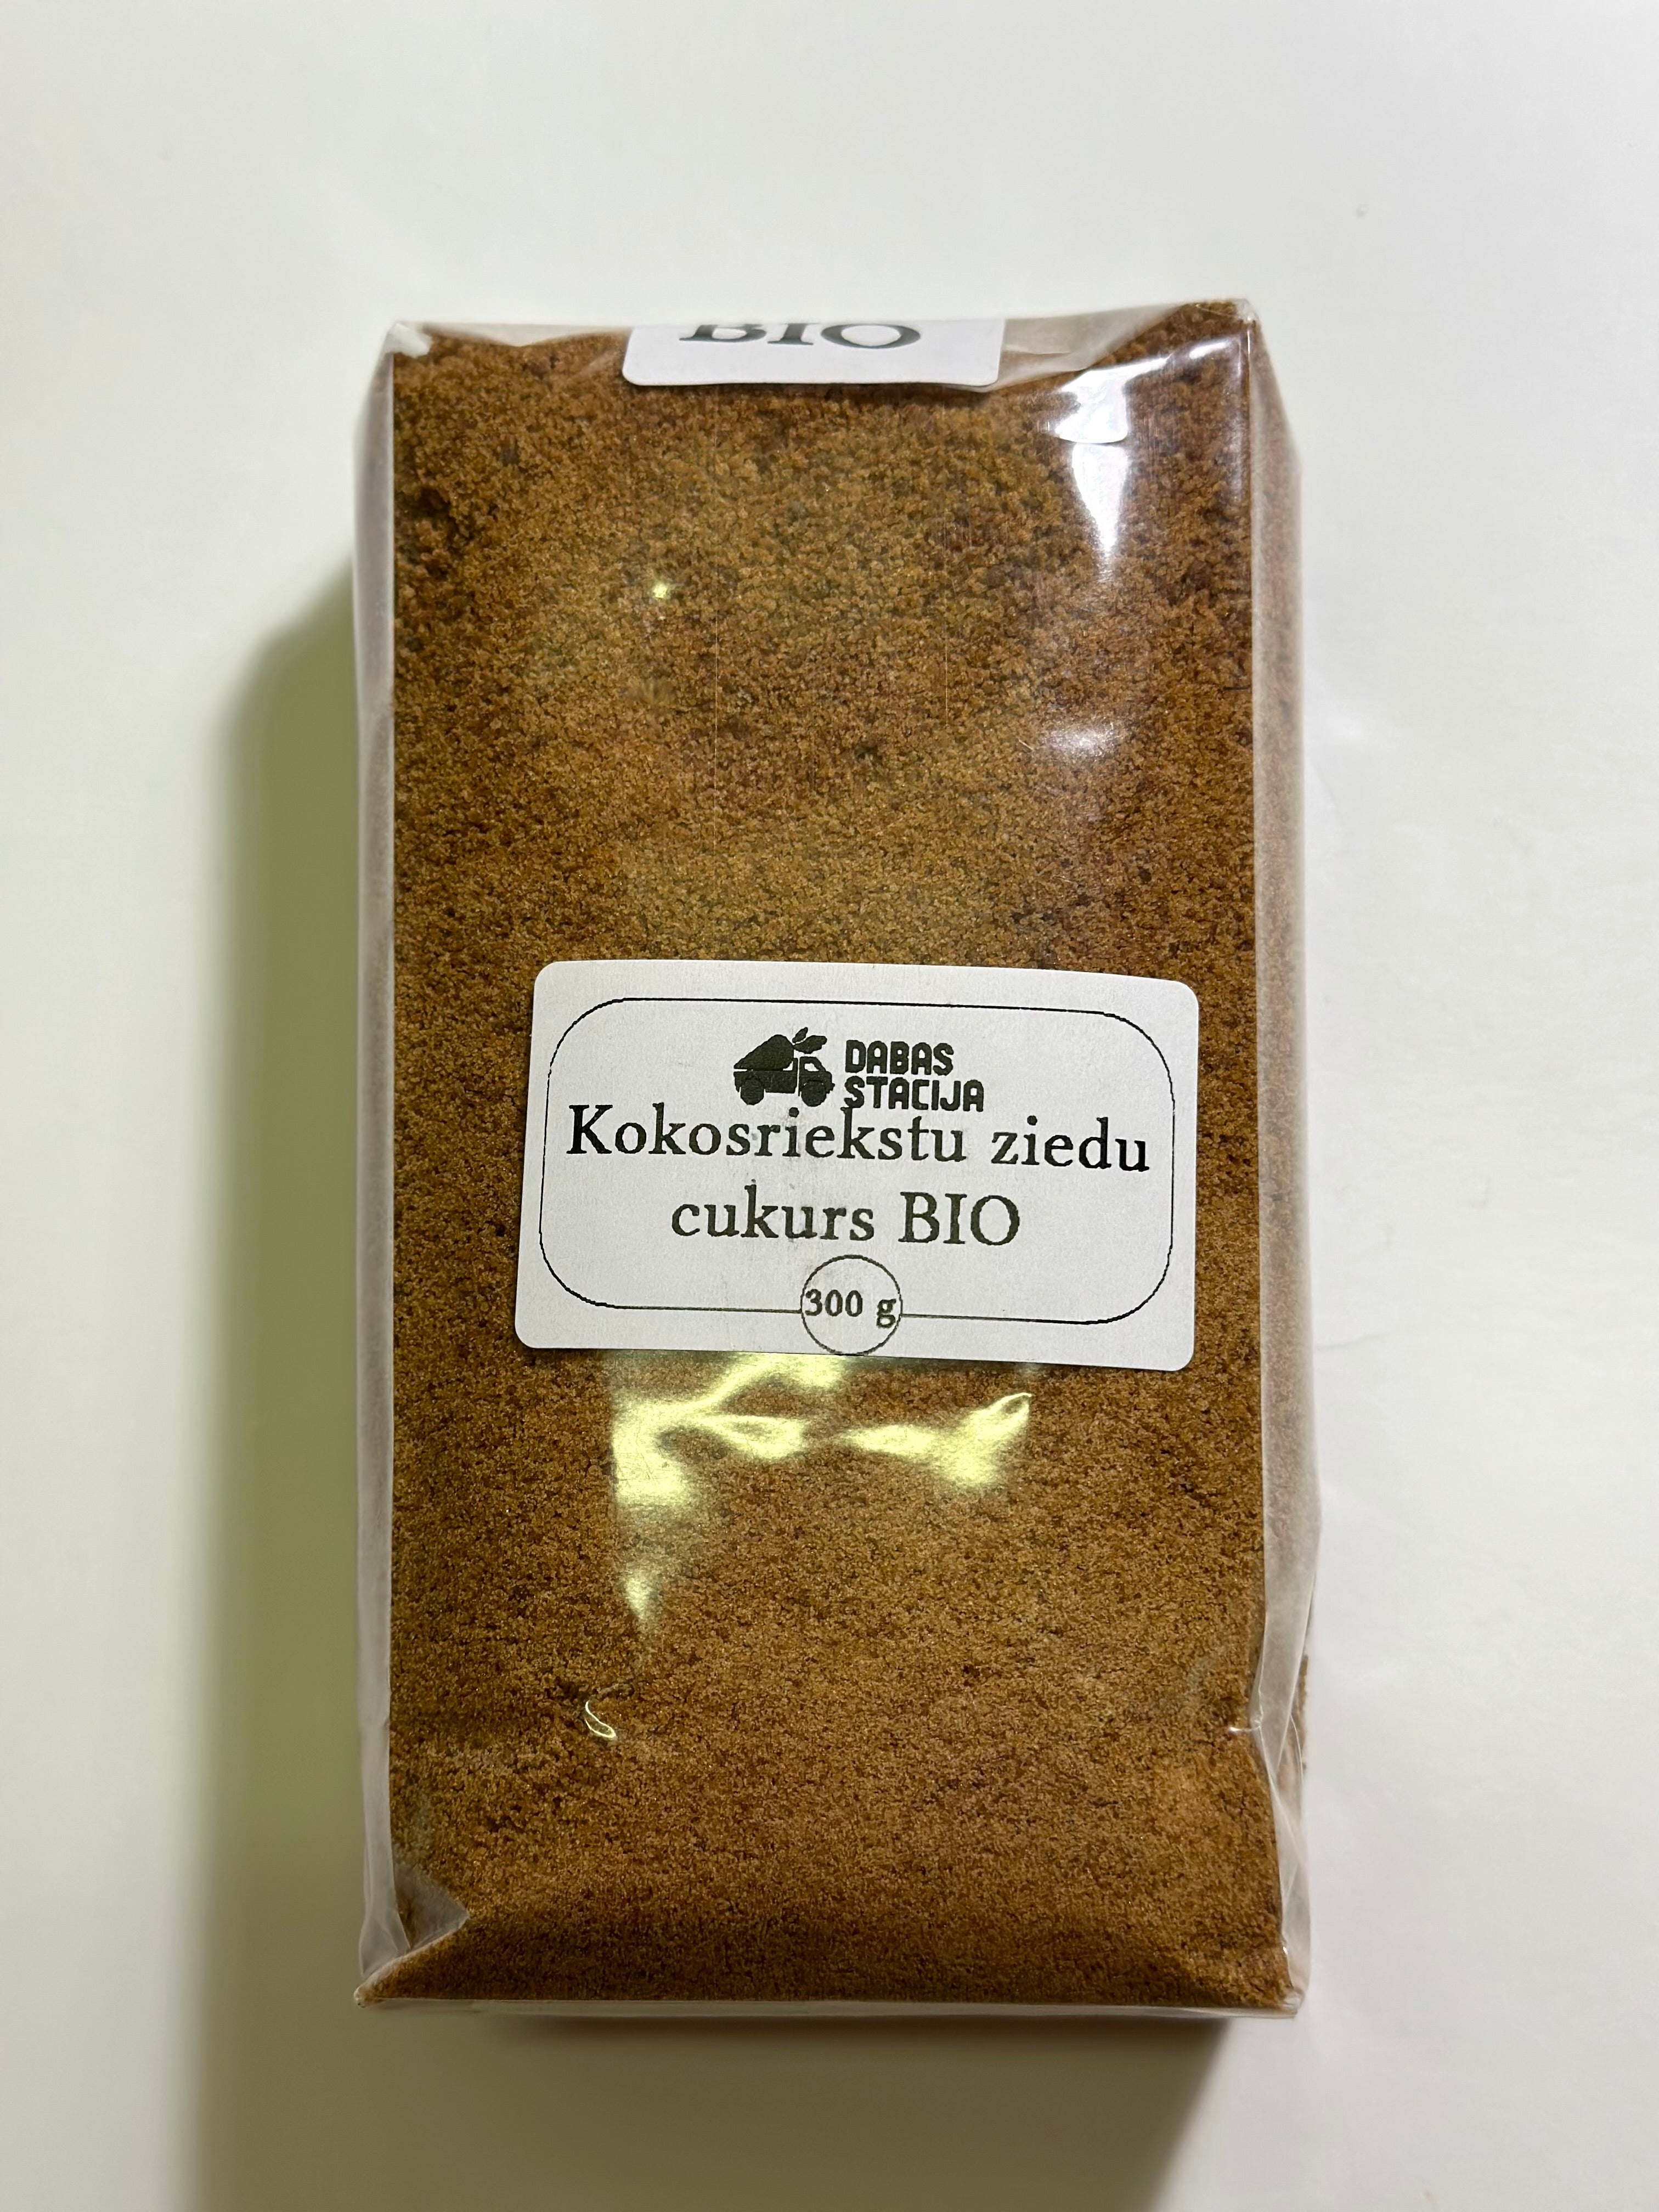 BIO
DABAS
STACIJA
Kokosriekstu ziedu
cukurs BIO
300 g